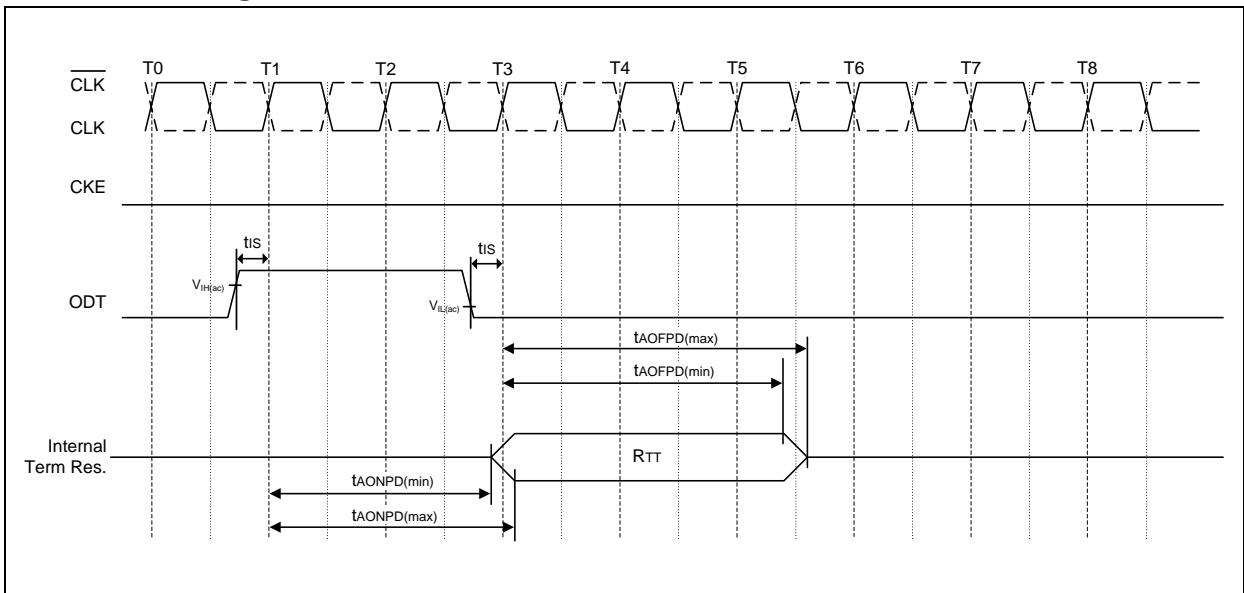 T0 T1 T2 T3 T4 T5 T6 T7 T8
CLK
CLK
CKE
tIS
tIS
VIH(ac)
ODT
VIL(ac)
tAOFPD(max)
tAOFPD(min)
Internal
Term Res.
RTT
tAONPD(min)
tAONPD(max)